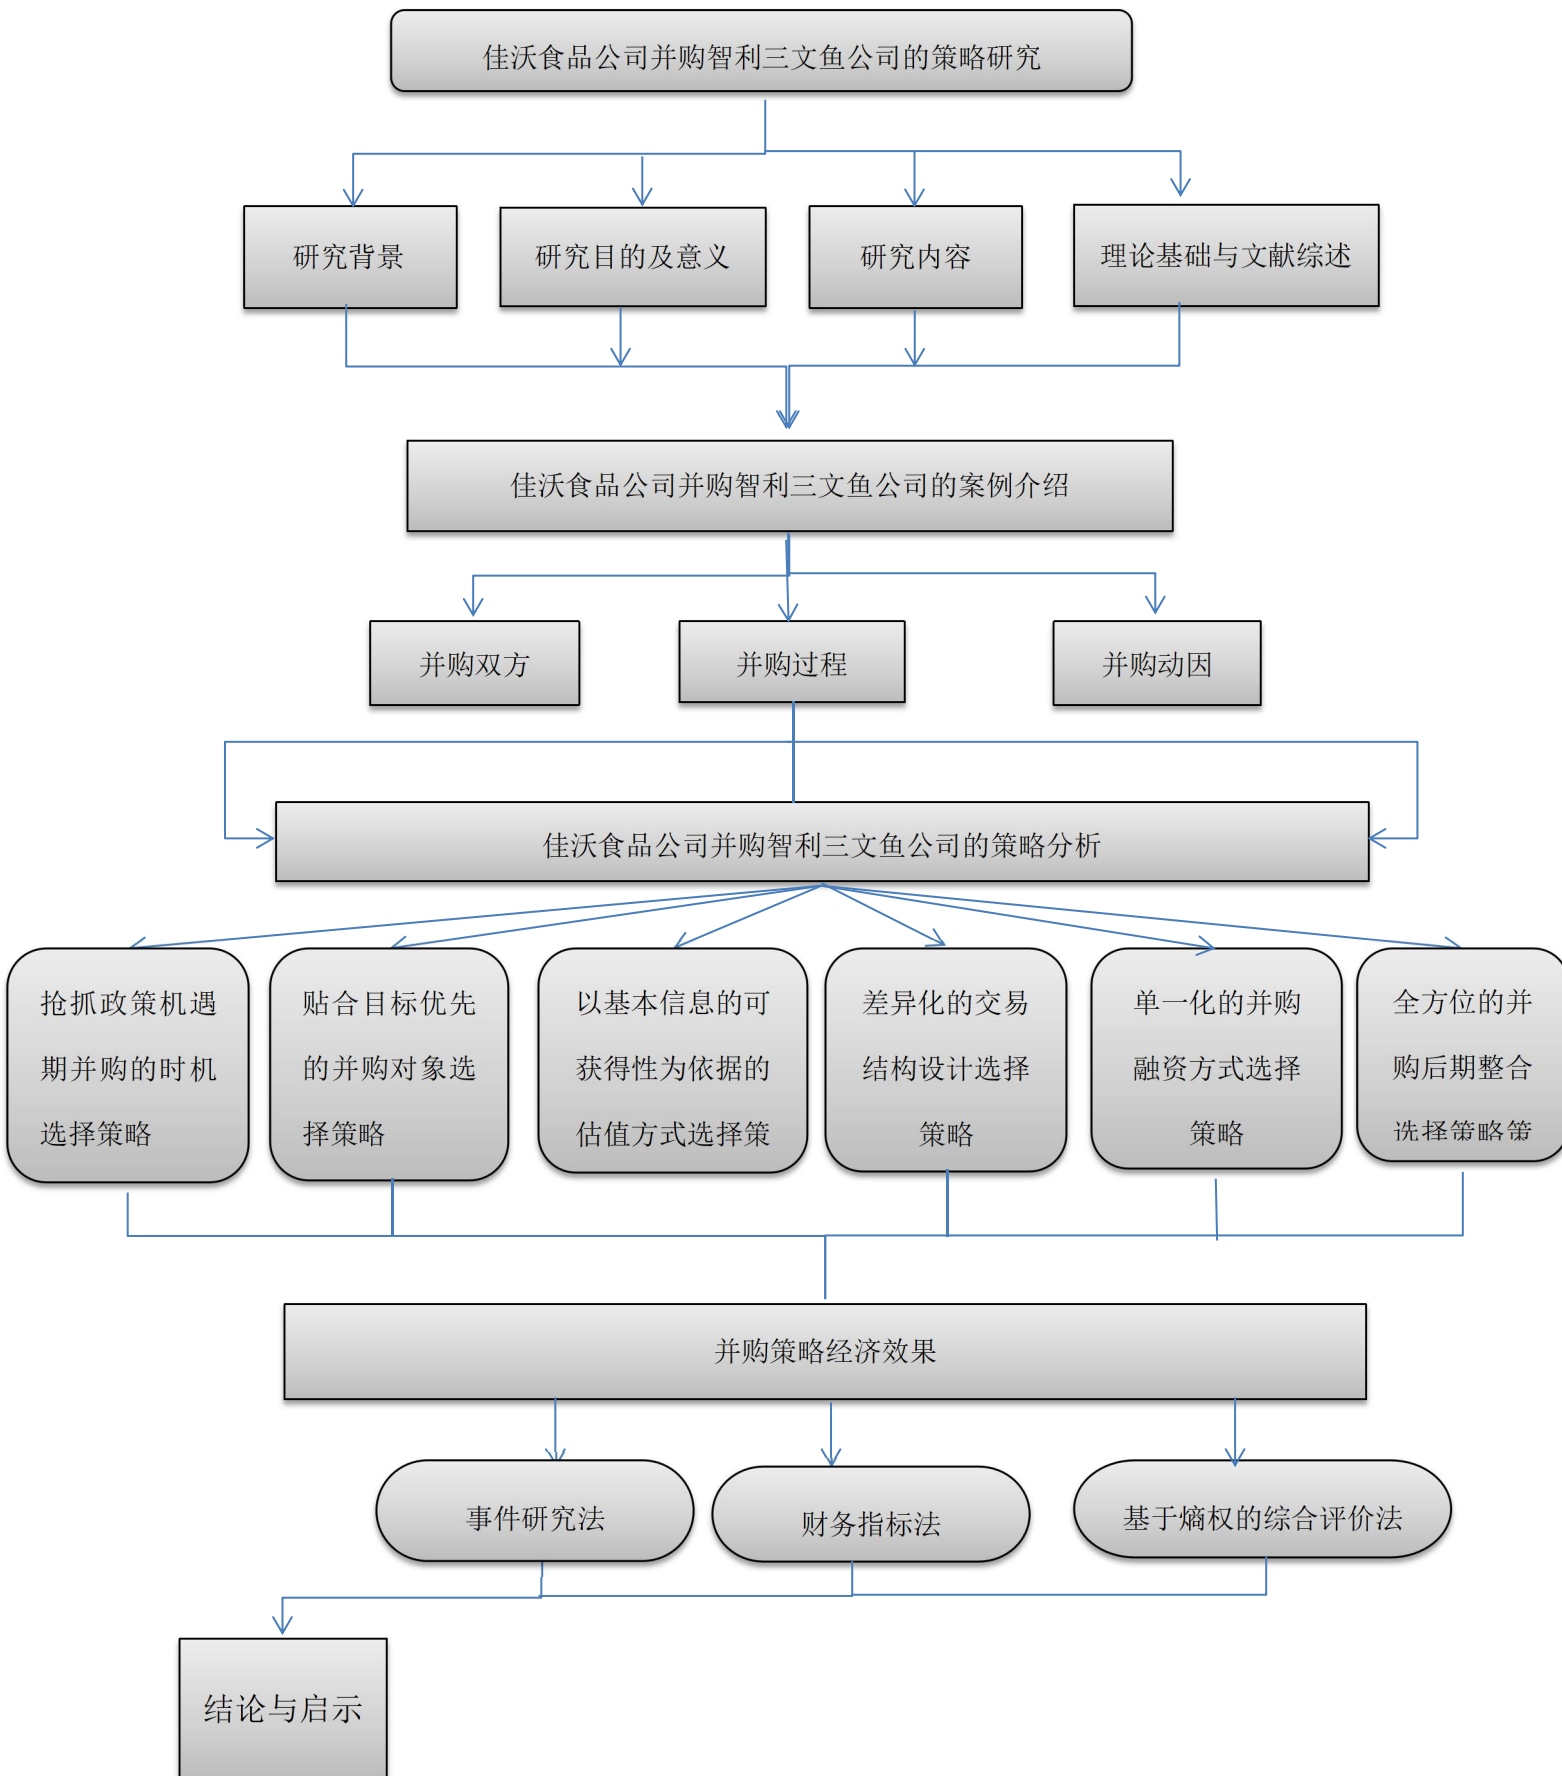 佳沃食品公司并购智利三文鱼公司的策略研究
研究背景
研究目的及意义
研究内容
理论基础与文献综述
佳沃食品公司并购智利三文鱼公司的案例介绍
并购双方
并购过程
并购动因
佳沃食品公司并购智利三文鱼公司的策略分析
抢抓政策机遇
期并购的时机
选择策略
贴合目标优先
的并购对象选
择策略
以基本信息的可
获得性为依据的
估值方式选择策
差异化的交易
结构设计选择
策略
单一化的并购
融资方式选择
策略
全方位的并
购后期整合
选择策略策
并购策略经济效果
事件研究法
财务指标法
基于熵权的综合评价法
结论与启示